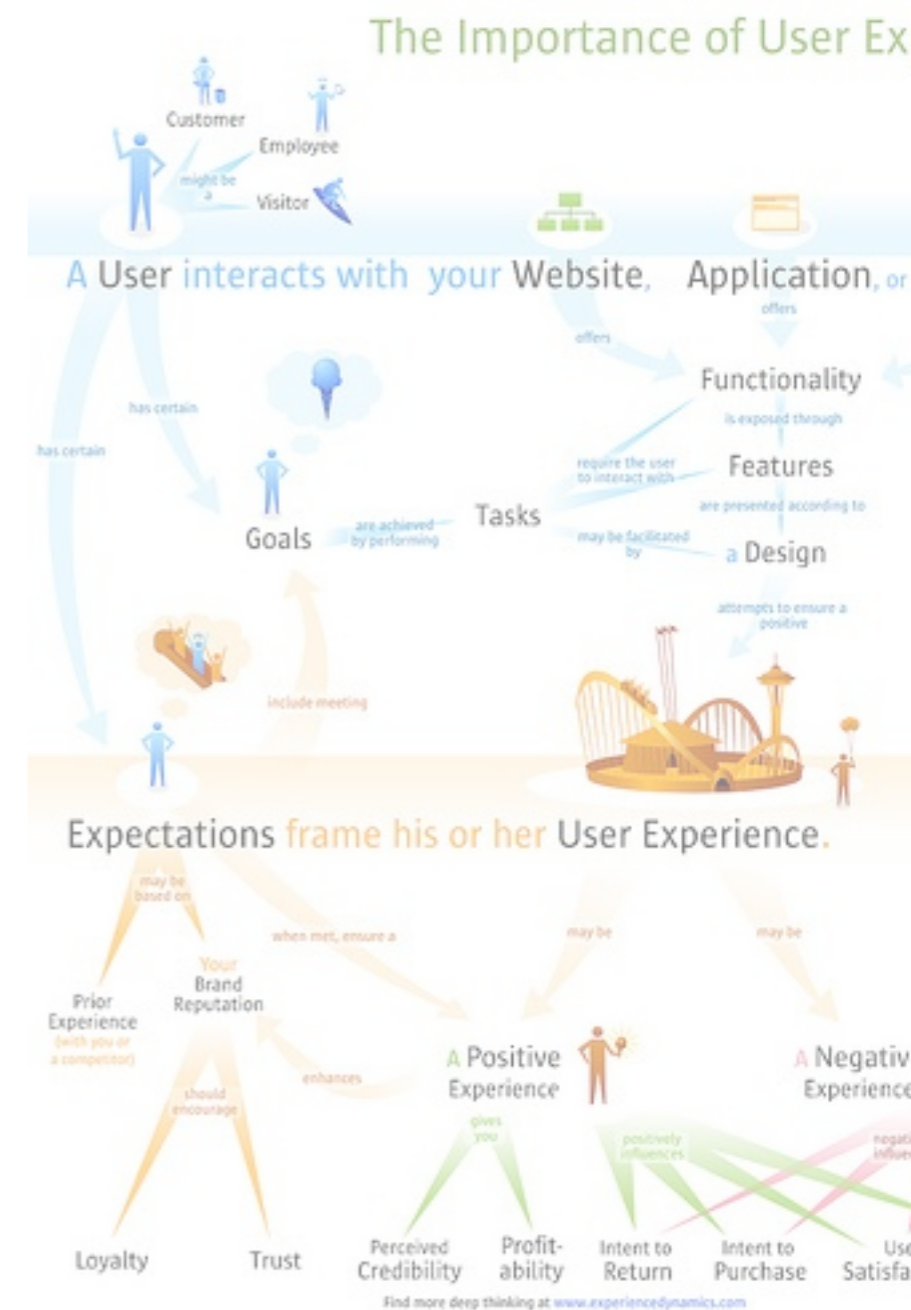 The Importance of User Ex
Customer
Employee
might be
a
Visitor
A User interacts with your Website, Application, or
offers
offers
Functionality
has certain
is exposed through
has certain
require the user
to interact with
Features
are presented according to
Tasks
Goals
are achieved
by performing
may be facilitated
by
a Design
attempts to ensure a
positive
include meeting
Expectations frame his or her User Experience.
may be
based on
when met, ensure a
may be
may be
Your
Brand
Reputation
Prior
Experience
(with you or
a competitor)
A Positive
Experience
A Negativ
Experience
enhances
should
encourage
gives
you
positively
influences
negati
influe
Loyalty
Trust
Perceived
Credibility
Profit-
ability
Intent to
Return
Intent to
Purchase
Use
Satisfa
Find more deep thinking at www.experiencedynamics.com